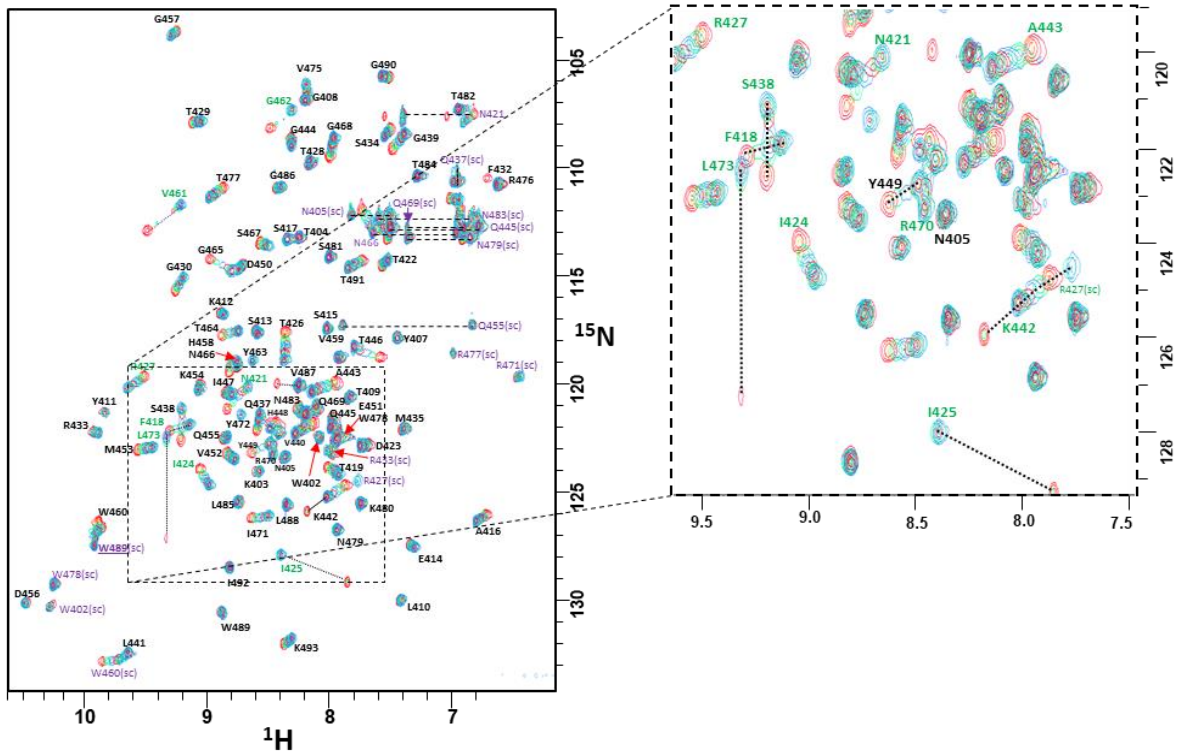 G457
V475
G490
G462
G408
T482
T429
N421
G444
G468
S434
G439
T428
Q437(sc)
T484
F432
G486
R476
T477
V461
Q469(sc)
N405(sc)
N483(sc)
S467
S417
T404
N466
Q445(sc)
G465
S481
N479(sc)
D450
T422
G430
T491
K412
S415
Q455(sc)
T464
S413
T426
H458
V459
T446
Y407
N466
Y463
R477(sc)
R471(sc)
R427
K454
I447
N421
V487
A443
T409
Y411
S438
Q437
N483
Q469
E451
F418
H448
Q445
W478
R433
L473
Y472
M435
Q455
V440
M453
V452
Y449
D423
I424
R470
N405
R433(sc)
T419
K403
W402
R427(sc)
L485
K442
K480
W460
I471
L488
N479
A416
W489(sc)
E414
I425
W478(sc)
I492
D456
W402(sc)
L410
W489
L441
K493
W460(sc)
105
110
115
120
125
130
15N
10
9
8
7
1H
R427
N421
A443
S438
F418
L473
Y449
R470
N405
I424
R427(sc)
K442
I425
120
122
124
126
128
9.5
9.0
8.5
8.0
7.5